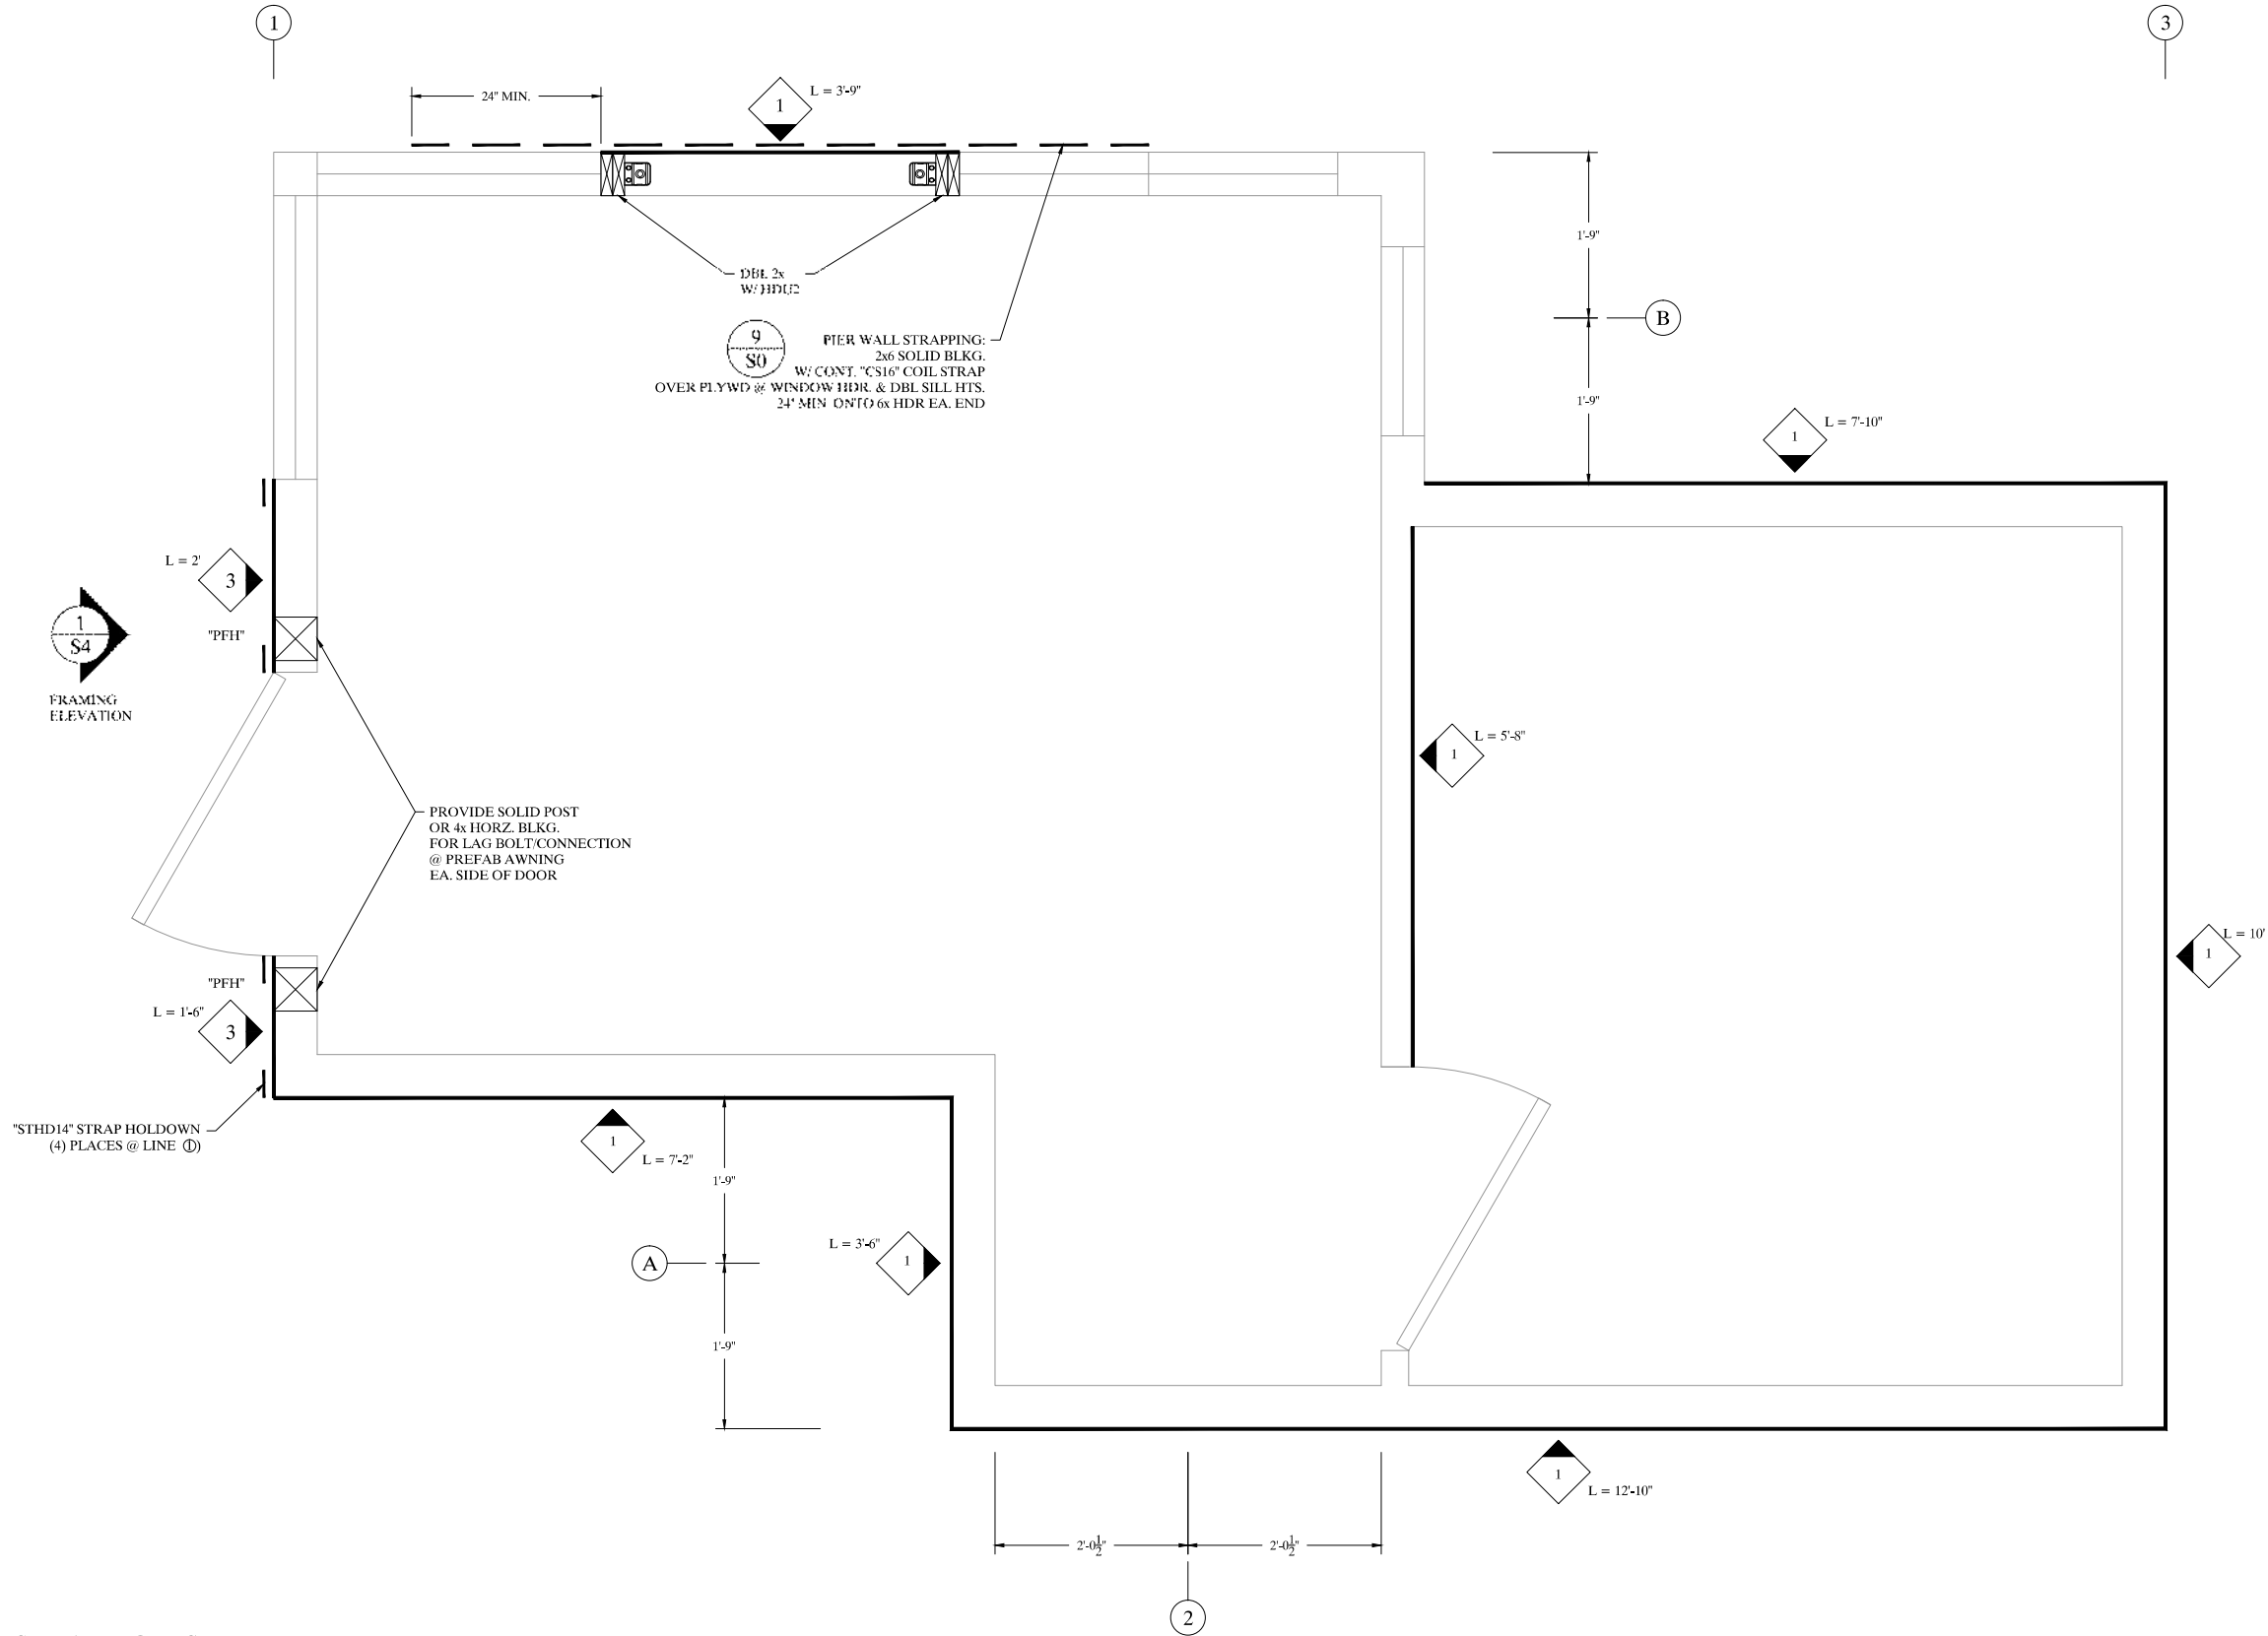 1
3
24" MIN.
1
L = 3'-9"
1'-9"
B
1'-9"
DBL 2x
W/ HDU2
9
S0
PIER WALL STRAPPING:
2x6 SOLID BLKG.
W/ CONT. "CS16" COIL STRAP
OVER PLYWD @ WINDOW HDR. & DBL SILL HTS.
24" MIN ONTO 6x HDR EA. END
1
L = 7'-10"
L = 2'
3
"PFH"
1
S4
FRAMING
ELEVATION
1
L = 5'-8"
PROVIDE SOLID POST
OR 4x HORZ. BLKG.
FOR LAG BOLT/CONNECTION
@ PREFAB AWNING
EA. SIDE OF DOOR
1
L = 10'
"PFH"
L = 1'-6"
3
"STHD14" STRAP HOLDOWN
(4) PLACES @ LINE ①)
1
L = 7'-2"
1'-9"
A
1'-9"
L = 3'-6"
1
1
L = 12'-10"
2'-0½"
2'-0½"
2